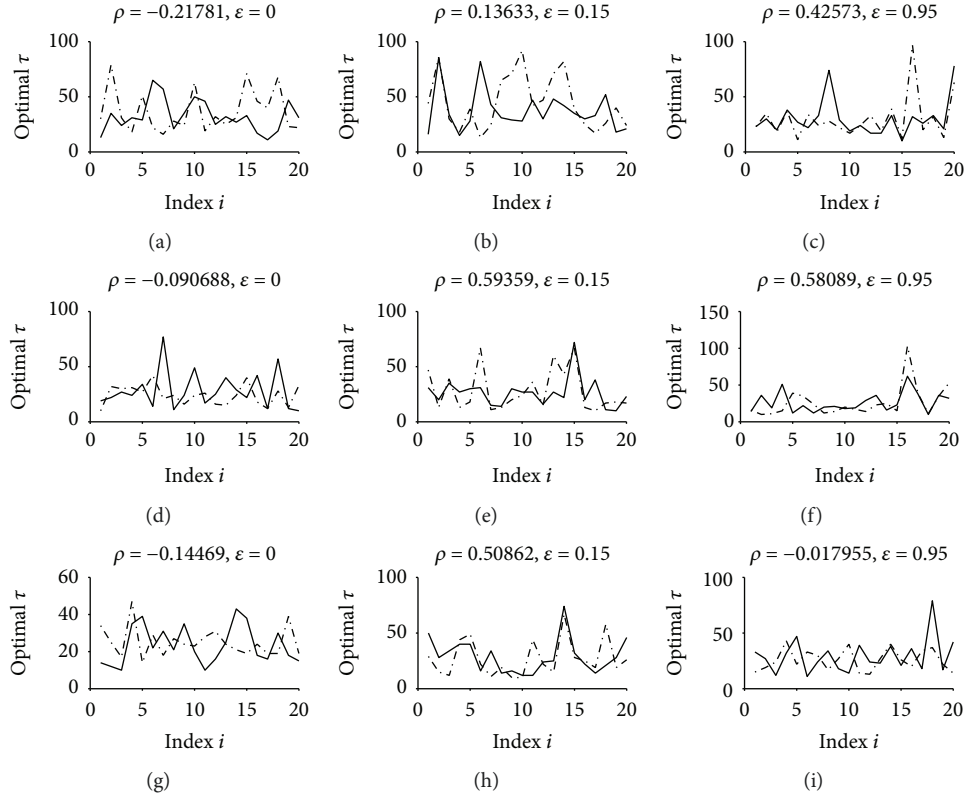 ρ = −0.21781, ε = 0
100
50
0
Optimal τ
0 5 10 15 20
Index i
(a)
ρ = 0.13633, ε = 0.15
100
50
0
Optimal τ
0 5 10 15 20
Index i
(b)
ρ = 0.42573, ε = 0.95
100
50
0
Optimal τ
0 5 10 15 20
Index i
(c)
ρ = −0.090688, ε = 0
100
50
0
Optimal τ
0 5 10 15 20
Index i
(d)
ρ = 0.59359, ε = 0.15
100
50
0
Optimal τ
0 5 10 15 20
Index i
(e)
ρ = 0.58089, ε = 0.95
150
100
50
0
Optimal τ
0 5 10 15 20
Index i
(f)
ρ = −0.14469, ε = 0
60
40
20
0
Optimal τ
0 5 10 15 20
Index i
(g)
ρ = 0.50862, ε = 0.15
100
50
0
Optimal τ
0 5 10 15 20
Index i
(h)
ρ = −0.017955, ε = 0.95
100
50
0
Optimal τ
0 5 10 15 20
Index i
(i)